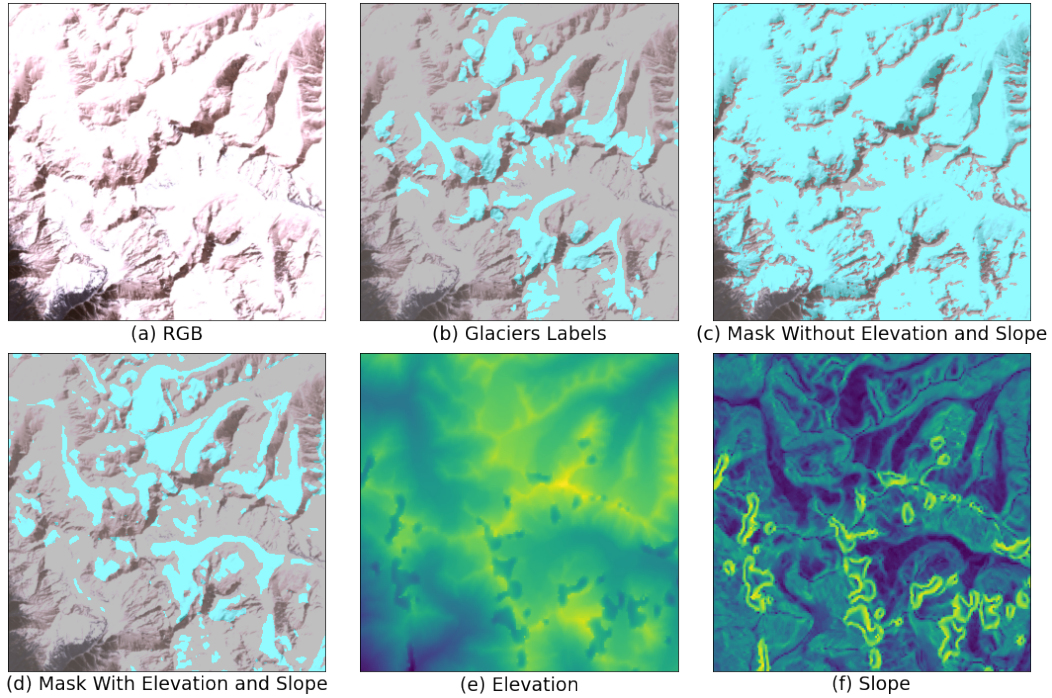 (a) RGB
(b) Glaciers Labels
(c) Mask Without Elevation and Slope
(d) Mask With Elevation and Slope
(e) Elevation
(f) Slope